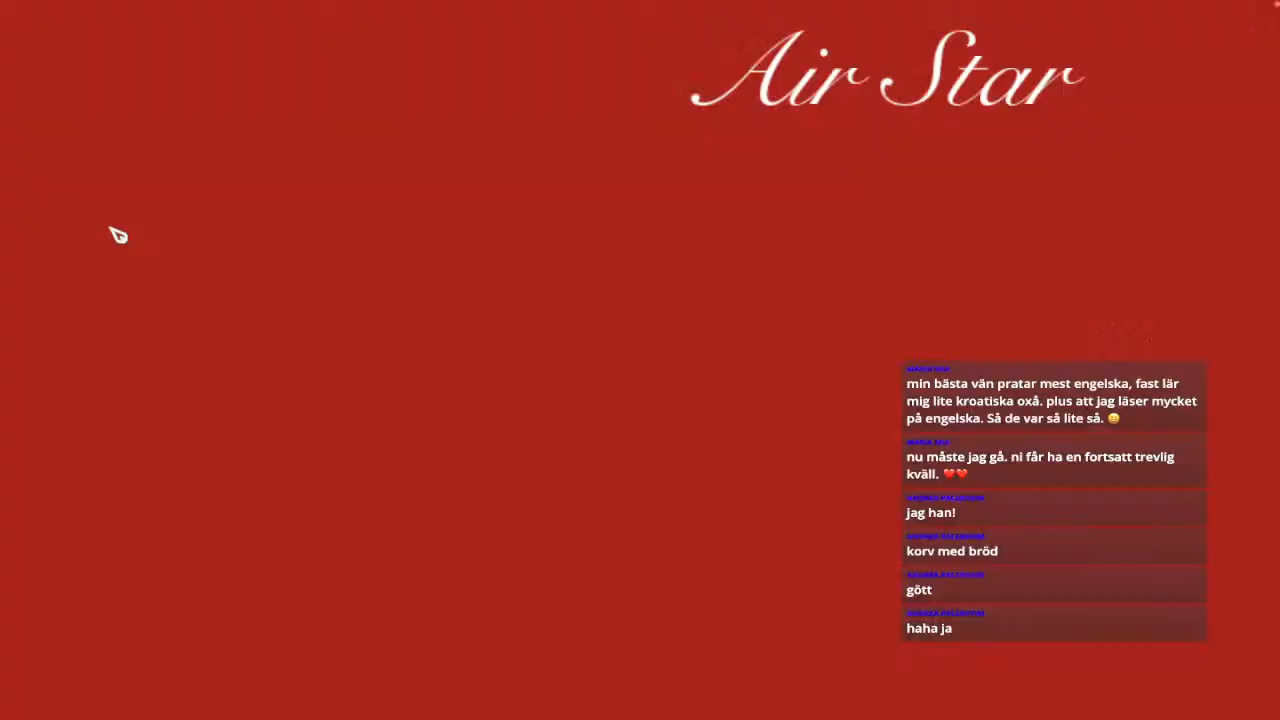 Air Star
min bästa vän pratar mest engelska, fast lär
mig lite kroatiska oxå. plus att jag läser mycket
på engelska. Så de var så lite så. 😀
nu måste jag gå. ni får ha en fortsatt trevlig
kväll. ❤️❤️
jag han!
korv med bröd
gött
haha ja